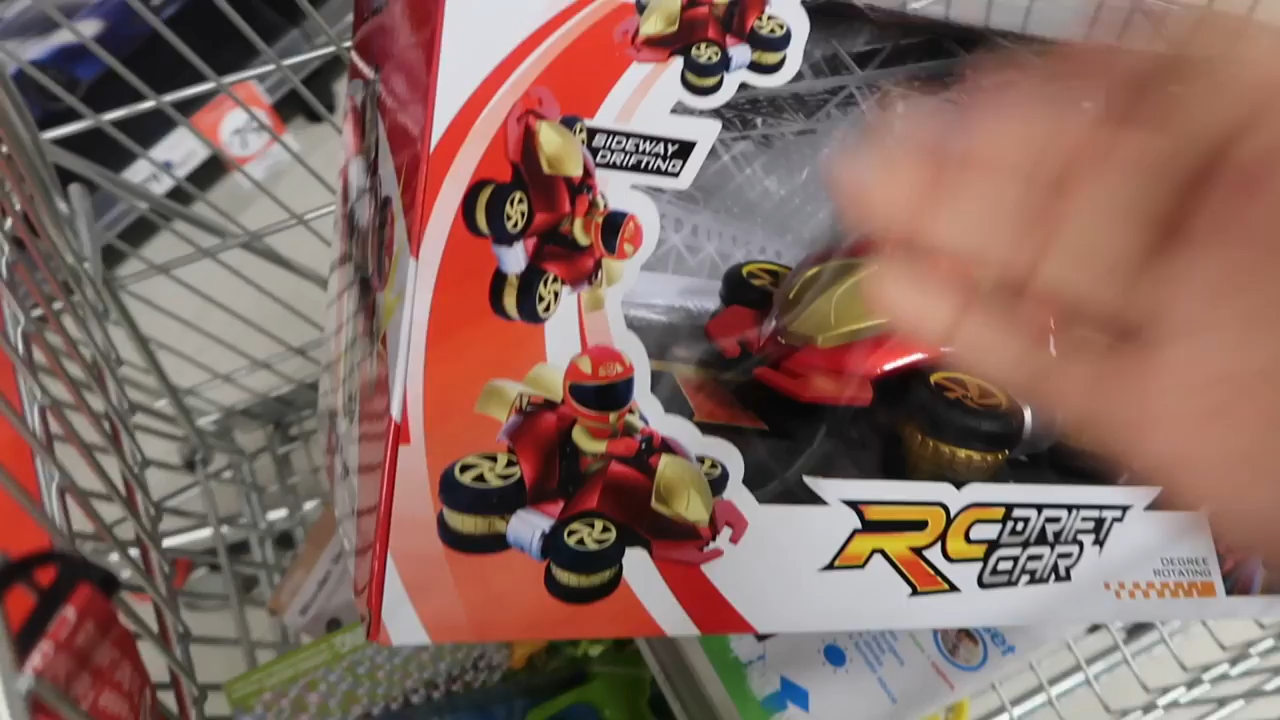 SIDEWAY
DRIFTING
RC DRIFT
CAR
DEGREE
ROTATING